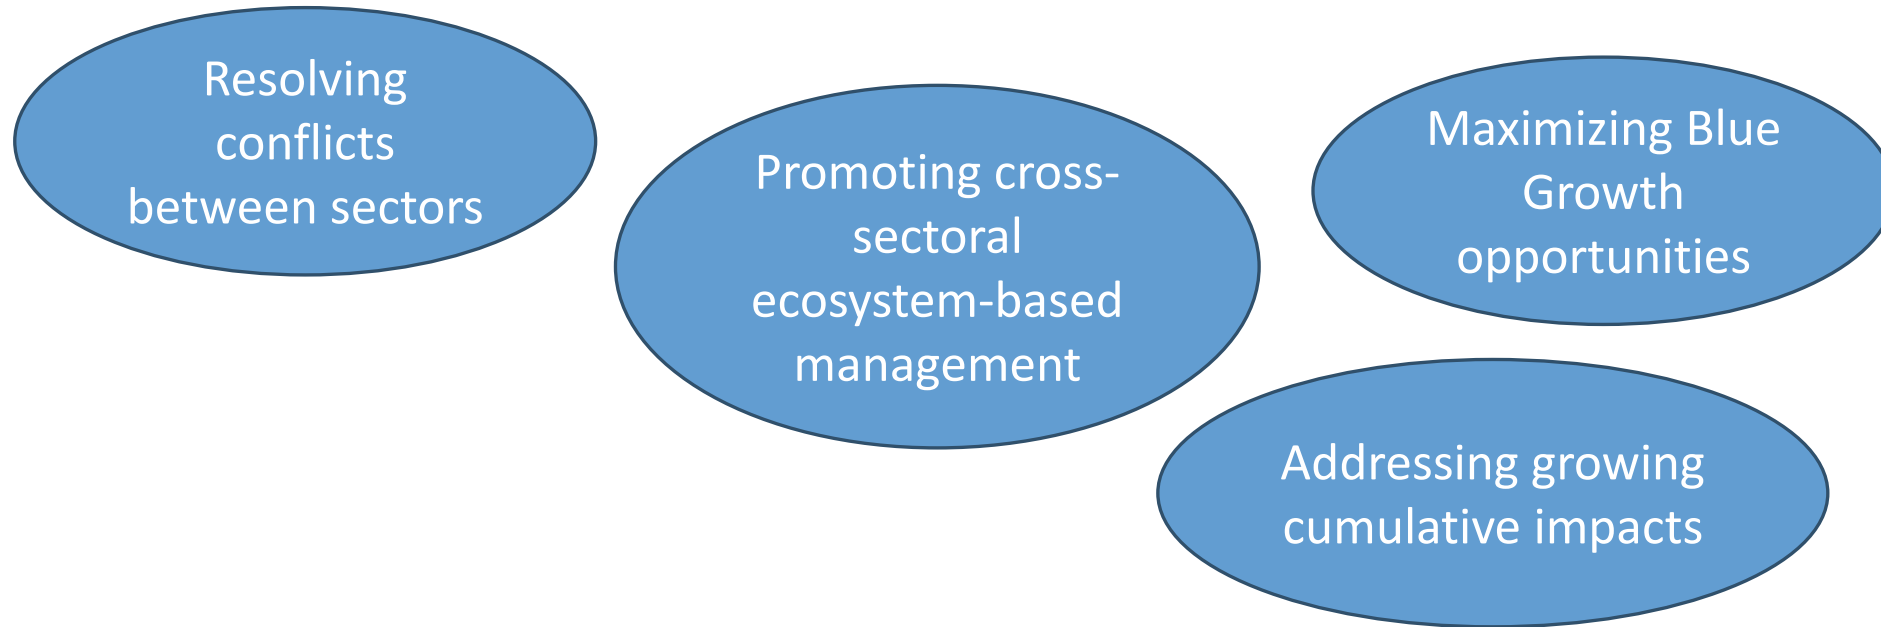 Resolving
conflicts
between sectors
Promoting cross-
sectoral
ecosystem-based
management
Maximizing Blue
Growth
opportunities
Addressing growing
cumulative impacts